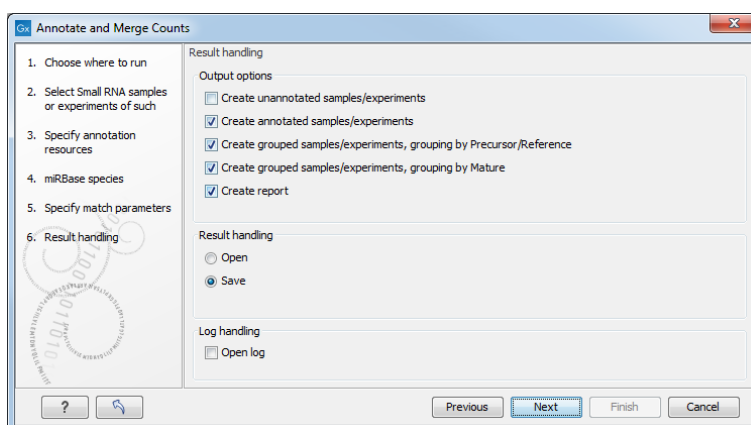 Gx Annotate and Merge Counts
1. Choose where to run
2. Select Small RNA samples
or experiments of such
3. Specify annotation
resources
4. miRBase species
5. Specify match parameters
6. Result handling
Result handling
Output options
Create unannotated samples/experiments
Create annotated samples/experiments
Create grouped samples/experiments, grouping by Precursor/Reference
Create grouped samples/experiments, grouping by Mature
Create report
Result handling
Open
Save
Log handling
Open log
?
Previous
Next
Finish
Cancel